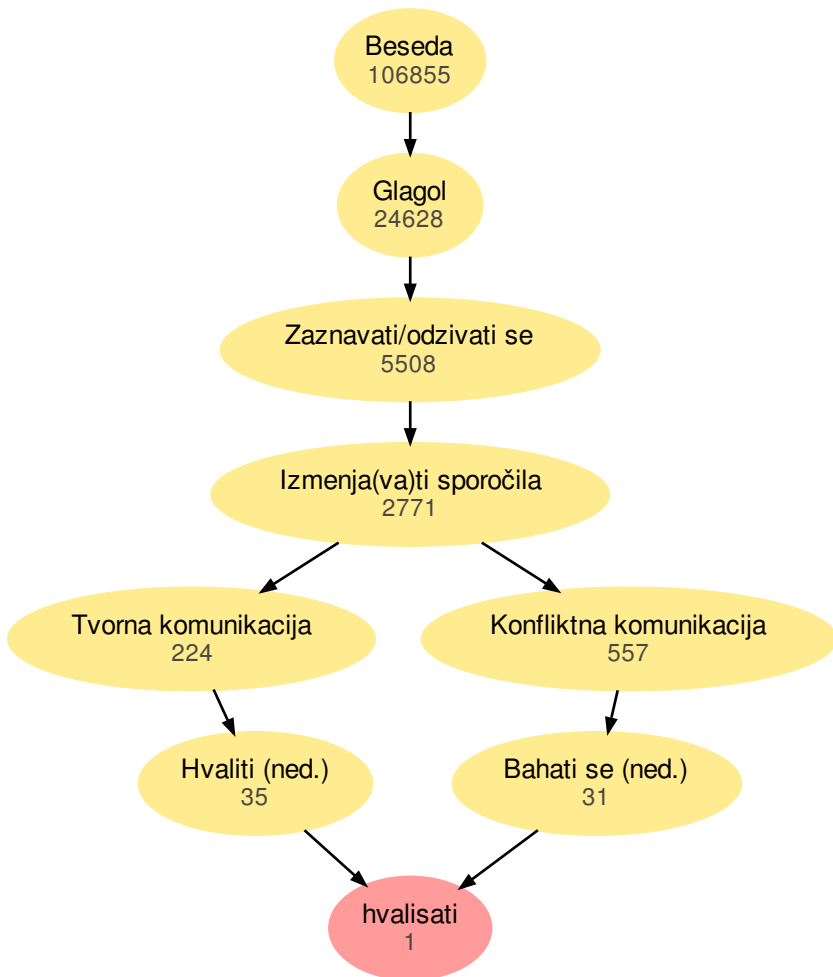 Beseda
106855
Glagol
24628
Zaznavati/odzivati se
5508
Izmenja(va)ti sporočila
2771
Tvorna komunikacija
224
Konfliktna komunikacija
557
Hvaliti (ned.)
35
Bahati se (ned.)
31
hvalisati
1